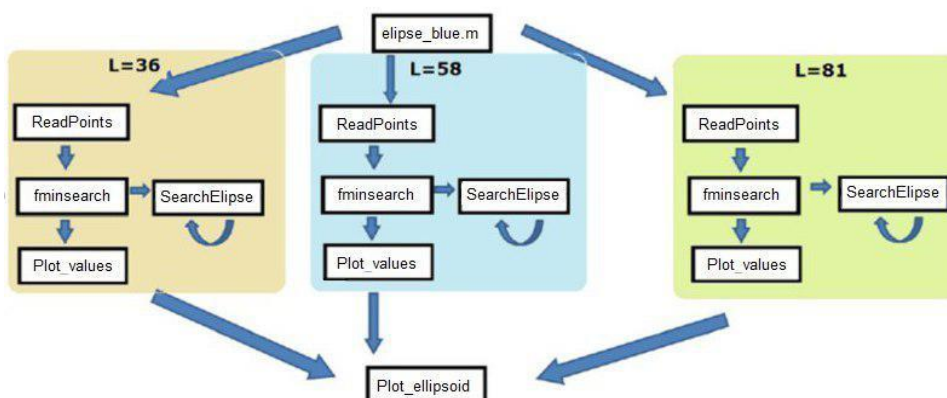 elipse_blue.m
L=36
ReadPoints
fminsearch
SearchElipse
Plot_values
L=58
ReadPoints
fminsearch
SearchElipse
Plot_values
L=81
ReadPoints
fminsearch
SearchElipse
Plot_values
Plot_ellipsoid